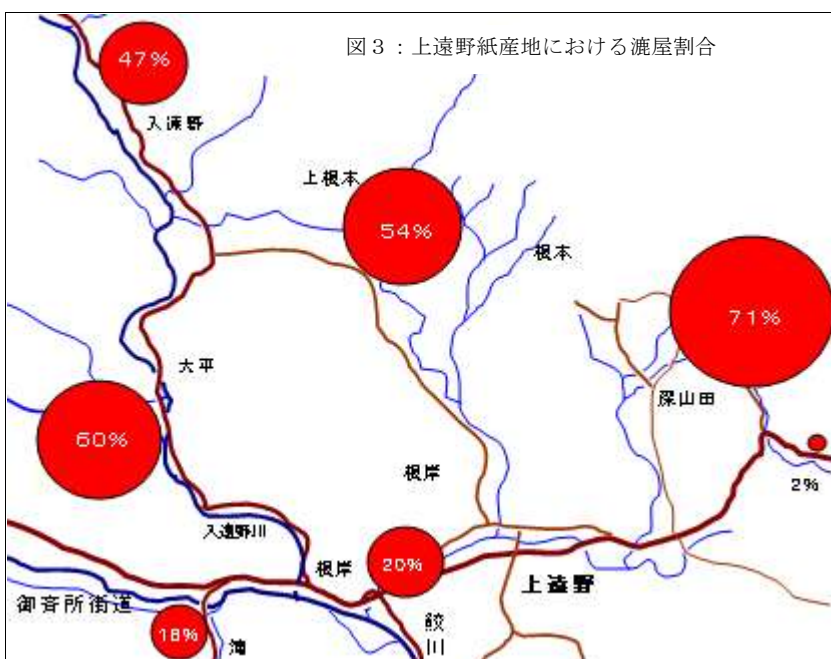 図３：上遠野紙産地における漉屋割合
47%
入遠野
上根本
54%
根本
71%
大平
深山田
60%
根岸
2%
入遠野川
根岸
20%
上遠野
御斉所街道
鮫川
18%
滝